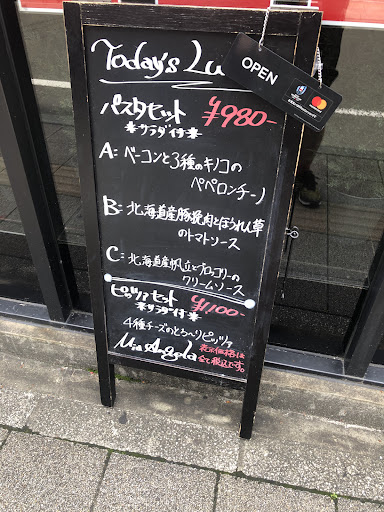 Today's Lu
OPEN
パスタセット ¥980-
*サラダ付*
A: ベーコンと3種のキノコの
ペペロンチーノ
B: 北海道産豚挽肉とほうれん草
のトマトソース
C: 北海道産帆立とブロッコリーの
クリームソース
ピッツァセット ¥1,100-
*サラダ付*
4種チーズのとろ〜りピッツァ
Mia Angela
表示価格は
全て税込です。